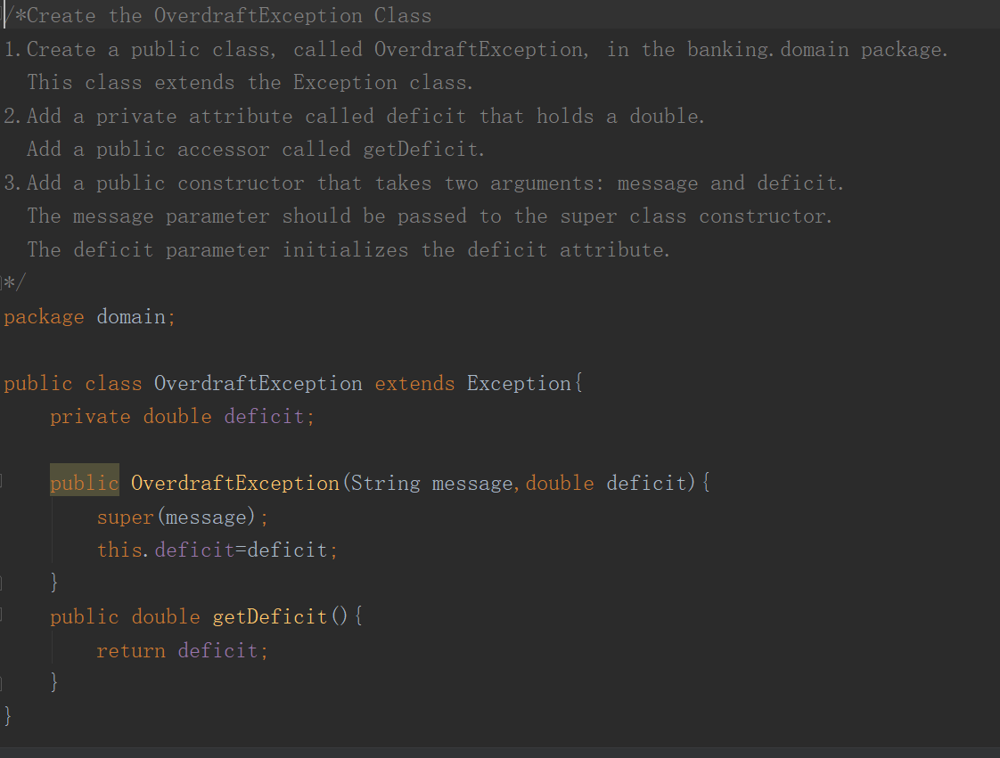 /*Create the OverdraftException Class
1.Create a public class, called OverdraftException, in the banking.domain package.
This class extends the Exception class.
2.Add a private attribute called deficit that holds a double.
Add a public accessor called getDeficit.
3.Add a public constructor that takes two arguments: message and deficit.
The message parameter should be passed to the super class constructor.
The deficit parameter initializes the deficit attribute.
*/
package domain;
public class OverdraftException extends Exception{
private double deficit;
public OverdraftException(String message,double deficit){
super(message);
this.deficit=deficit;
}
public double getDeficit(){
return deficit;
}
}